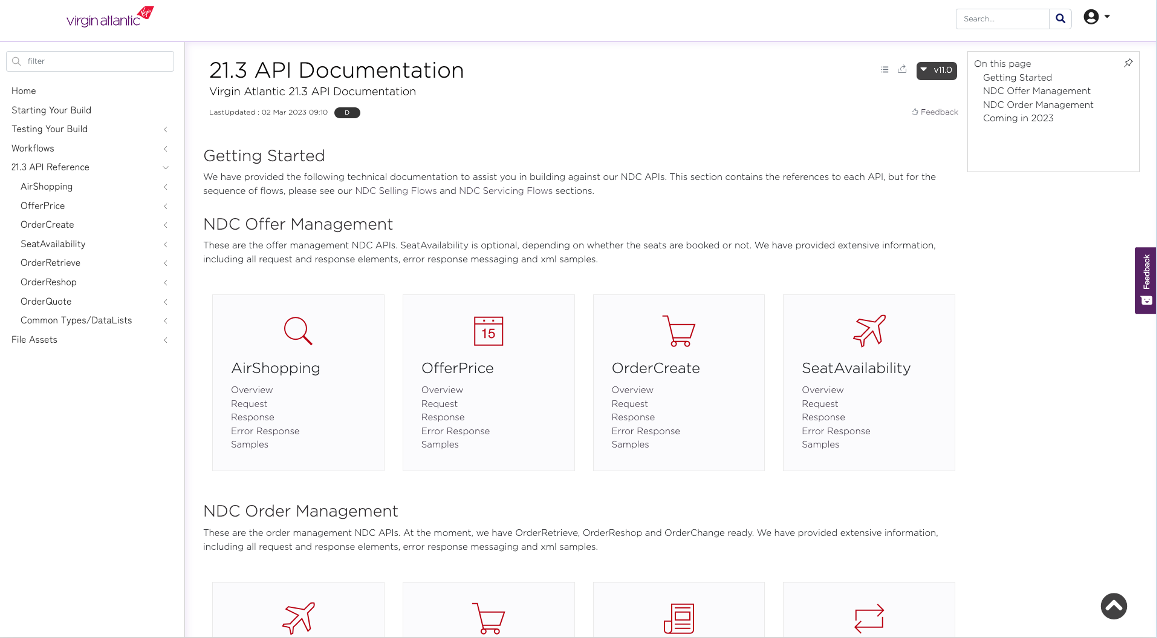 virgin atlantic
Search...
filter
Home
Starting Your Build
Testing Your Build
Workflows
21.3 API Reference
AirShopping
OfferPrice
OrderCreate
SeatAvailability
OrderRetrieve
OrderReshop
OrderQuote
Common Types/DataLists
File Assets
21.3 API Documentation
Virgin Atlantic 21.3 API Documentation
LastUpdated : 02 Mar 2023 09:10 D
v11.0
Feedback
On this page
Getting Started
NDC Offer Management
NDC Order Management
Coming in 2023
Getting Started
We have provided the following technical documentation to assist you in building against our NDC APIs. This section contains the references to each API, but for the
sequence of flows, please see our NDC Selling Flows and NDC Servicing Flows sections.
NDC Offer Management
These are the offer management NDC APIs. SeatAvailability is optional, depending on whether the seats are booked or not. We have provided extensive information,
including all request and response elements, error response messaging and xml samples.
AirShopping
Overview
Request
Response
Error Response
Samples
15
OfferPrice
Overview
Request
Response
Error Response
Samples
OrderCreate
Overview
Request
Response
Error Response
Samples
SeatAvailability
Overview
Request
Response
Error Response
Samples
NDC Order Management
These are the order management NDC APIs. At the moment, we have OrderRetrieve, OrderReshop and OrderChange ready. We have provided extensive information,
including all request and response elements, error response messaging and xml samples.
Feedback